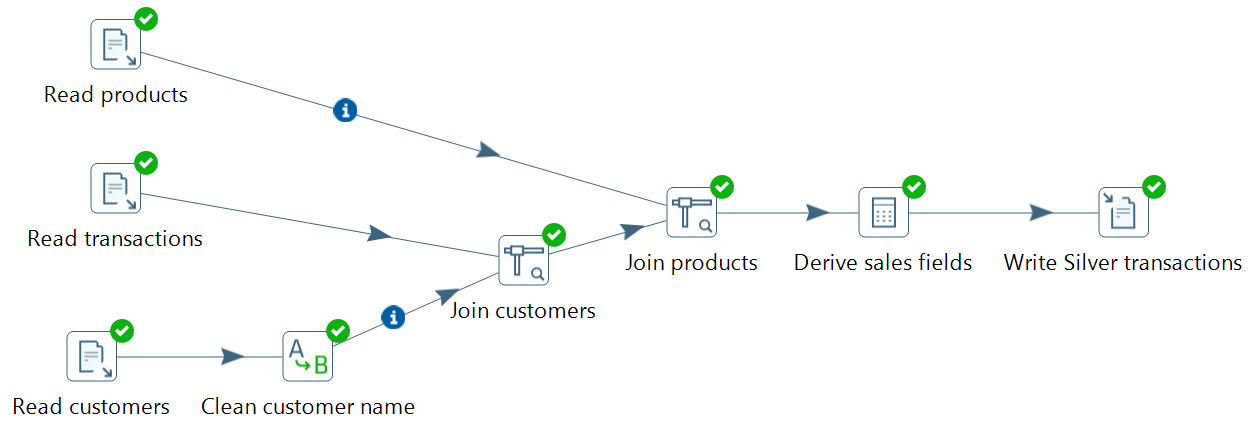 Read products
Read transactions
Join products
Derive sales fields
Write Silver transactions
Join customers
A
B
Read customers
Clean customer name